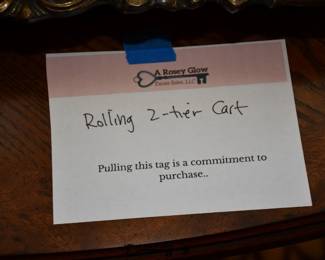 A Rosey Glow
Estate Sales, LLC
Rolling 2-tier Cart
Pulling this tag is a commitment to
purchase..